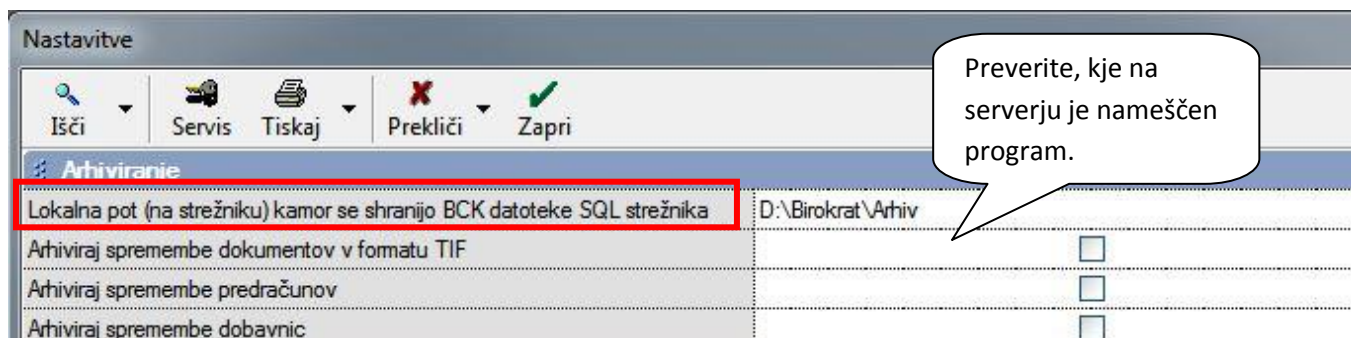 Nastavitve
Preverite, kje na
serverju je nameščen
program.
Išči
Servis
Tiskaj
Prekliči
Zapri
Arhiviranje
Lokalna pot (na strežniku) kamor se shranijo BCK datoteke SQL strežnika
D:\Birokrat\Arhiv
Arhiviraj spremembe dokumentov v formatu TIF
Arhiviraj spremembe predračunov
Arhiviraj spremembe dobavnic